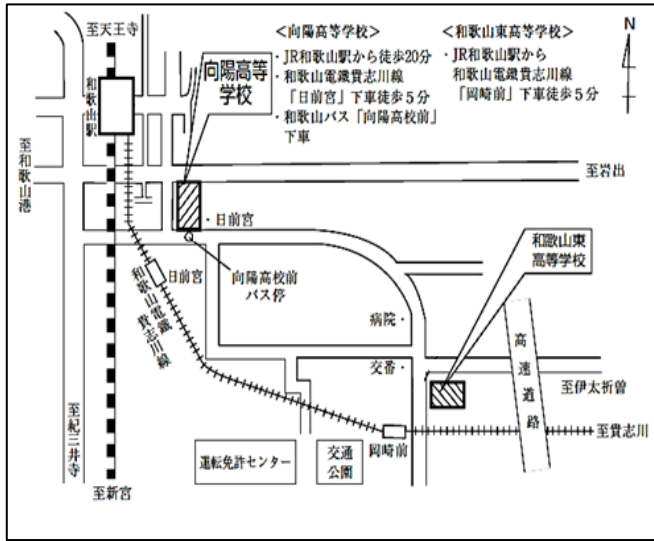 至天王寺
和歌山駅
至和歌山港
向陽高等
学校
<向陽高等学校>
・JR和歌山駅から徒歩20分
・和歌山電鐵貴志川線
「日前宮」下車徒歩5分
・和歌山バス「向陽高校前」
下車
<和歌山東高等学校>
・JR和歌山駅から
和歌山電鐵貴志川線
「岡崎前」下車徒歩5分
N
至岩出
・日前宮
向陽高校前
バス停
日前宮
和歌山電鐵
貴志川線
和歌山東
高等学校
病院・
交番・
高速道路
至伊太祈曽
至貴志川
岡崎前
運転免許センター
交通
公園
至紀三井寺
至新宮